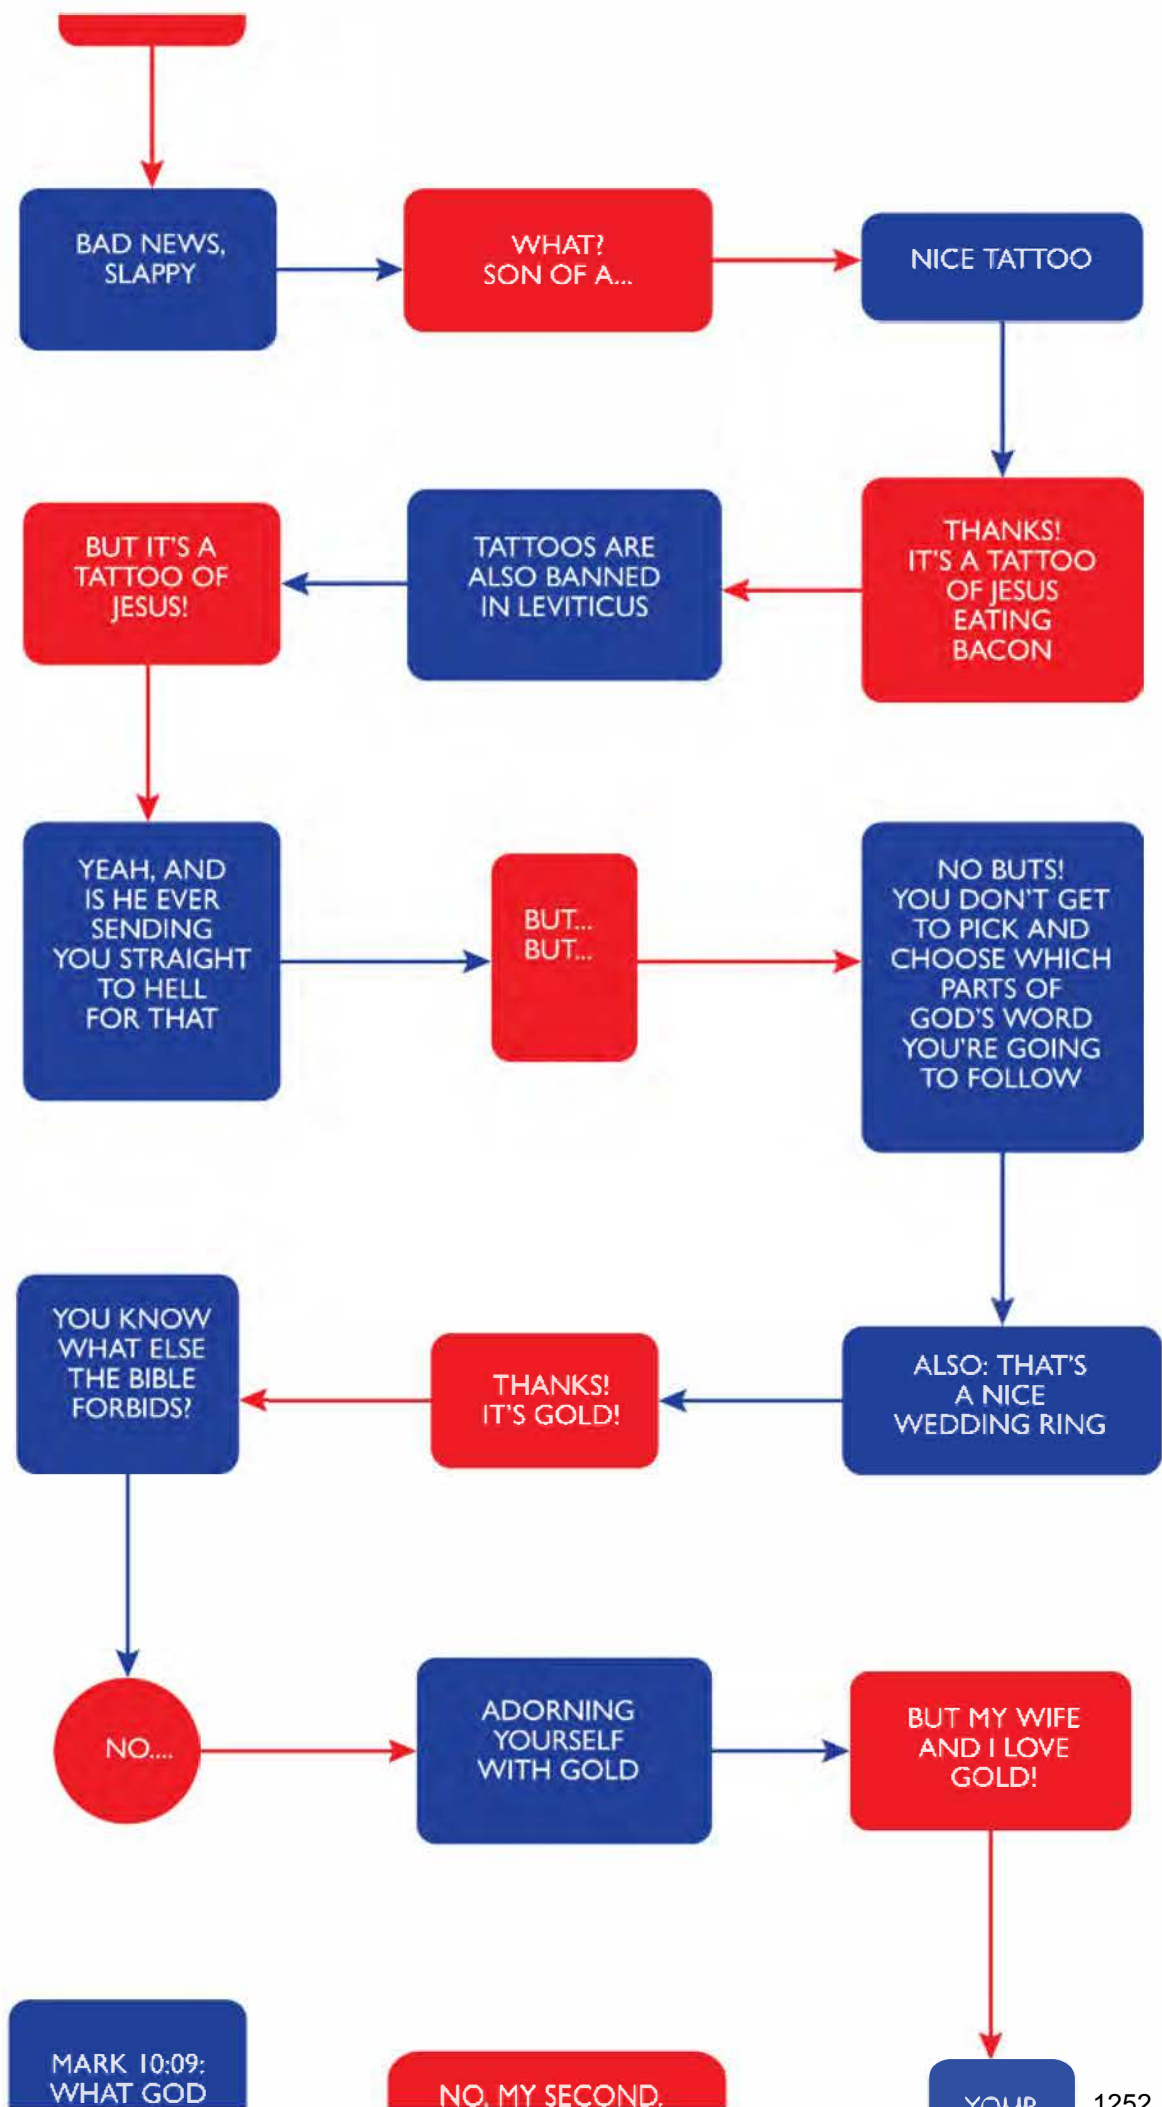 BAD NEWS,
SLAPPY
WHAT?
SON OF A...
NICE TATTOO
THANKS!
IT'S A TATTOO
OF JESUS
EATING
BACON
TATTOOS ARE
ALSO BANNED
IN LEVITICUS
BUT IT'S A
TATTOO OF
JESUS!
YEAH, AND
IS HE EVER
SENDING
YOU STRAIGHT
TO HELL
FOR THAT
BUT...
BUT...
NO BUTS!
YOU DON'T GET
TO PICK AND
CHOOSE WHICH
PARTS OF
GOD'S WORD
YOU'RE GOING
TO FOLLOW
ALSO: THAT'S
A NICE
WEDDING RING
THANKS!
IT'S GOLD!
YOU KNOW
WHAT ELSE
THE BIBLE
FORBIDS?
NO....
ADORNING
YOURSELF
WITH GOLD
BUT MY WIFE
AND I LOVE
GOLD!
YOUR
NO, MY SECOND,
MARK 10:09:
WHAT GOD
1252